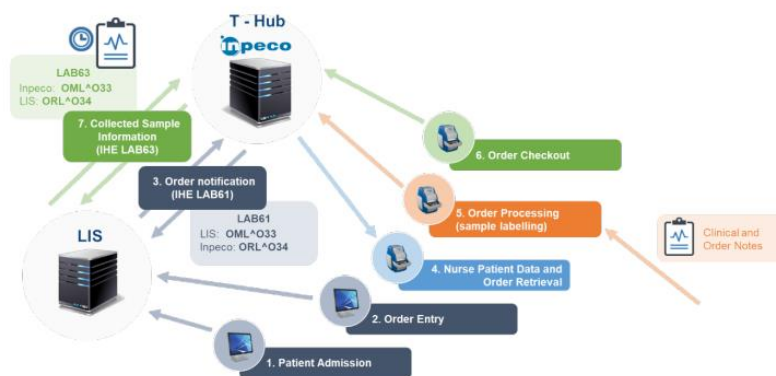 T - Hub
inpeco
LAB63
Inpeco: OML^O33
LIS: ORL^O34
7. Collected Sample
Information
(IHE LAB63)
6. Order Checkout
3. Order notification
(IHE LAB61)
5. Order Processing
(sample labelling)
LAB61
LIS: OML^O33
Inpeco: ORL^O34
LIS
Clinical and
Order Notes
4. Nurse Patient Data and
Order Retrieval
2. Order Entry
1. Patient Admission